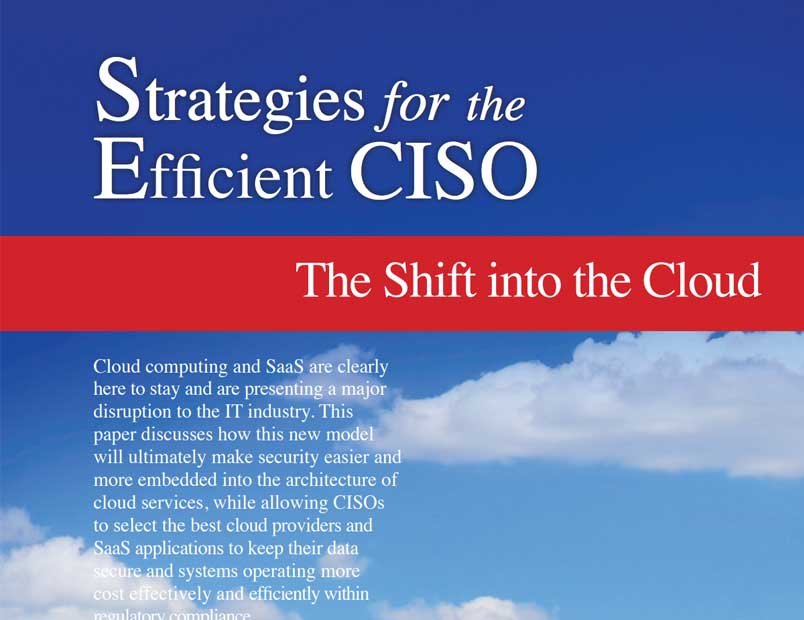 Strategies for the
Efficient CISO
The Shift into the Cloud
Cloud computing and SaaS are clearly
here to stay and are presenting a major
disruption to the IT industry. This
paper discusses how this new model
will ultimately make security easier and
more embedded into the architecture of
cloud services, while allowing CISOs
to select the best cloud providers and
SaaS applications to keep their data
secure and systems operating more
cost effectively and efficiently within
regulatory compliance.